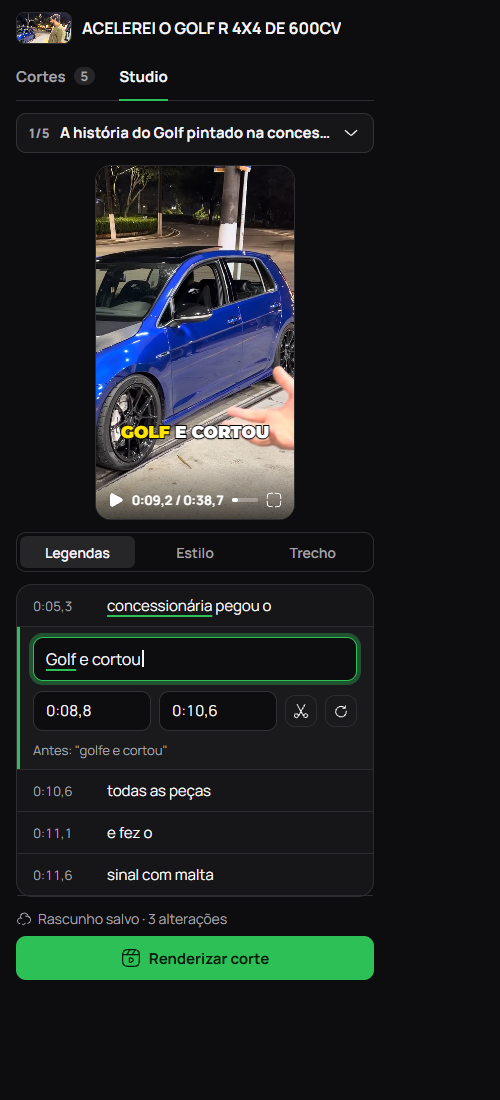 ACELEREI O GOLF R 4X4 DE 600CV
Cortes 5 Studio
1/5 A história do Golf pintado na conces...
GOLF E CORTOU
0:09,2 / 0:38,7
Legendas Estilo Trecho
0:05,3 concessionária pegou o
Golf e cortou
0:08,8 0:10,6
Antes: "golfe e cortou"
0:10,6 todas as peças
0:11,1 e fez o
0:11,6 sinal com malta
Rascunho salvo · 3 alterações
Renderizar corte